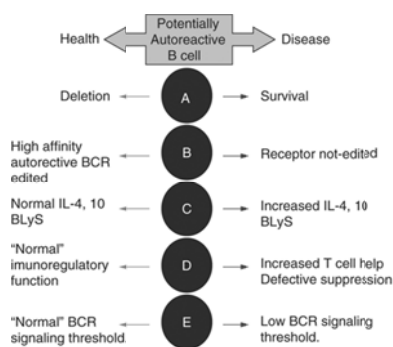 Potentially
Autoreactive
B cell
Health
Disease
Deletion
A
Survival
High affinity
autorective BCR
edited
B
Receptor not-edited
Normal IL-4, 10
BLyS
C
Increased IL-4, 10
BLyS
“Normal”
imunoregulatory
function
D
Increased T cell help
Defective suppression
“Normal” BCR
signaling threshold.
E
Low BCR signaling
threshold.